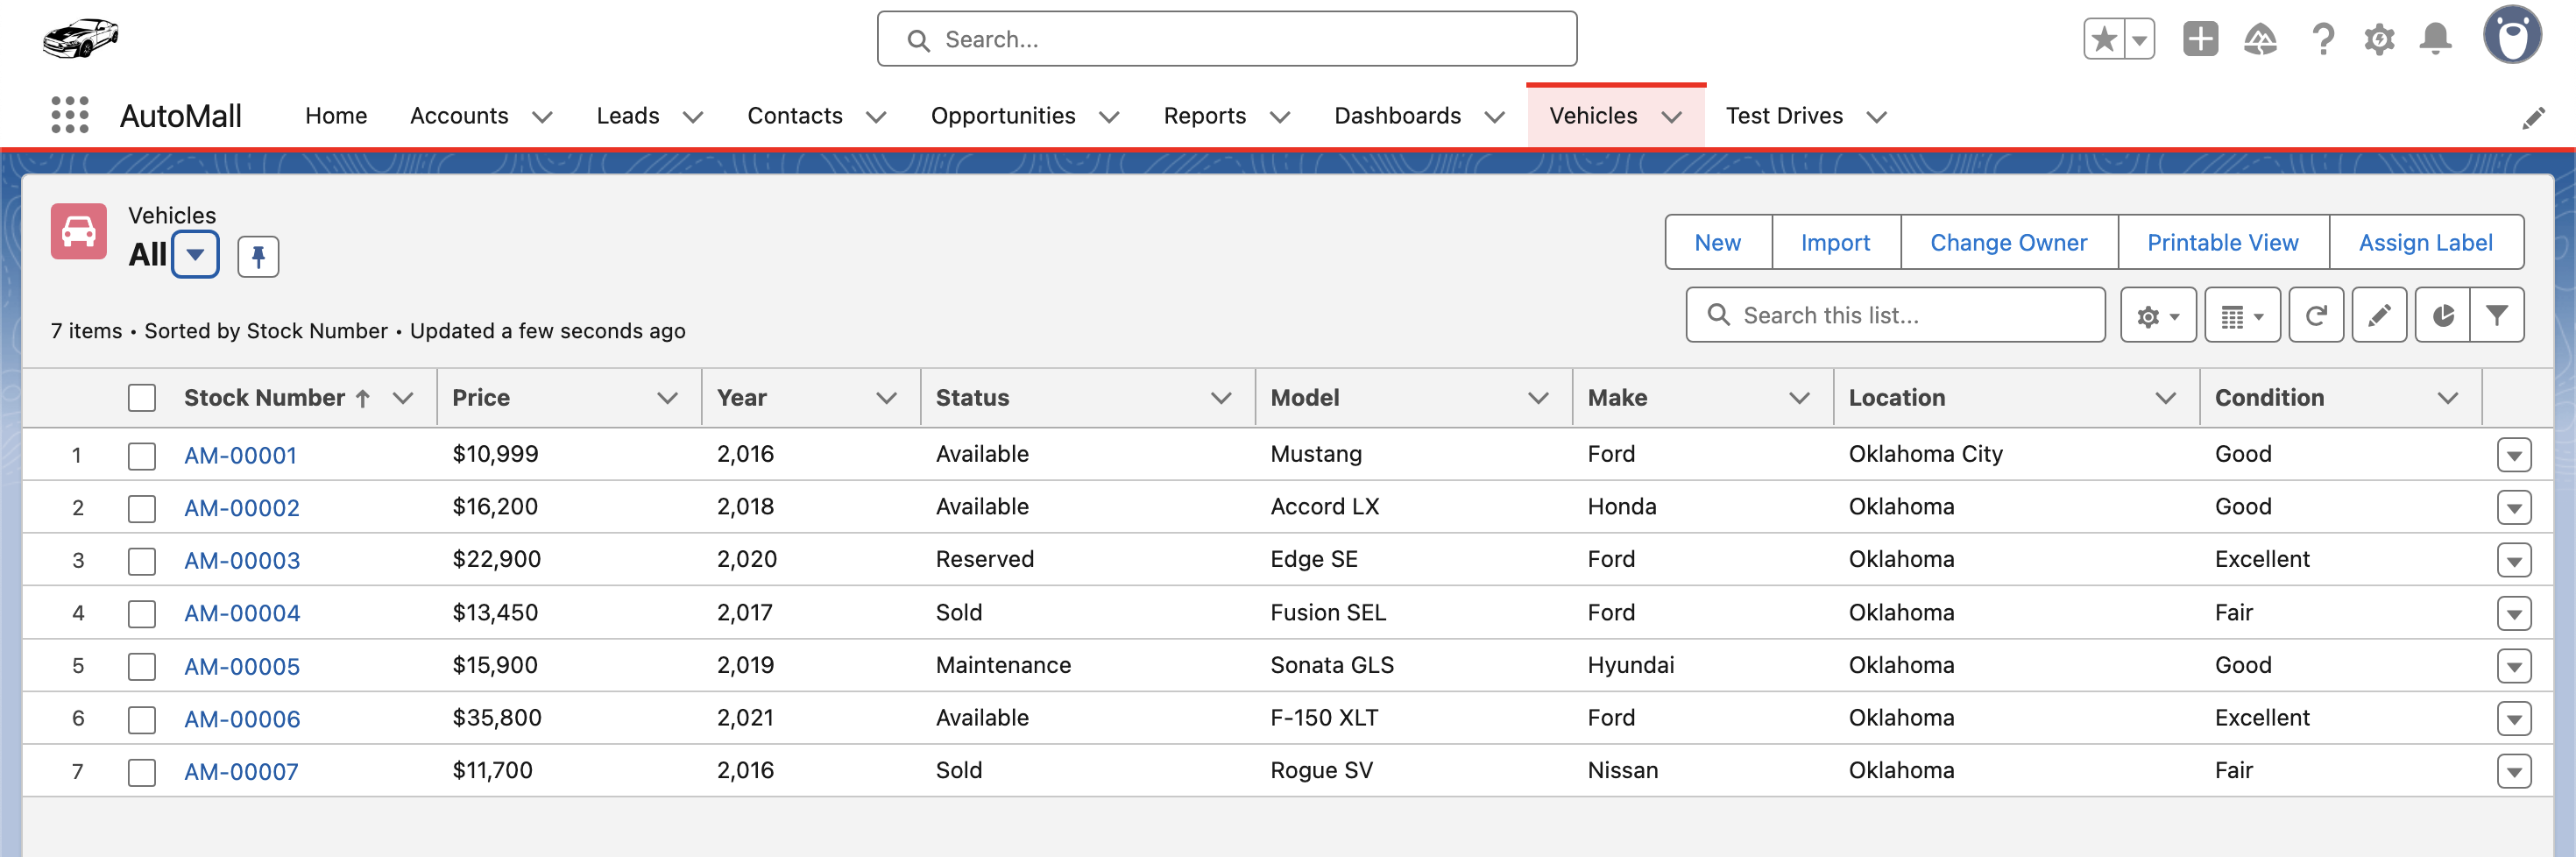 Search...
AutoMall Home Accounts Leads Contacts Opportunities Reports Dashboards Vehicles Test Drives
Vehicles
All
New Import Change Owner Printable View Assign Label
7 items • Sorted by Stock Number • Updated a few seconds ago
Search this list...
Stock Number Price Year Status Model Make Location Condition
1 AM-00001 $10,999 2,016 Available Mustang Ford Oklahoma City Good
2 AM-00002 $16,200 2,018 Available Accord LX Honda Oklahoma Good
3 AM-00003 $22,900 2,020 Reserved Edge SE Ford Oklahoma Excellent
4 AM-00004 $13,450 2,017 Sold Fusion SEL Ford Oklahoma Fair
5 AM-00005 $15,900 2,019 Maintenance Sonata GLS Hyundai Oklahoma Good
6 AM-00006 $35,800 2,021 Available F-150 XLT Ford Oklahoma Excellent
7 AM-00007 $11,700 2,016 Sold Rogue SV Nissan Oklahoma Fair